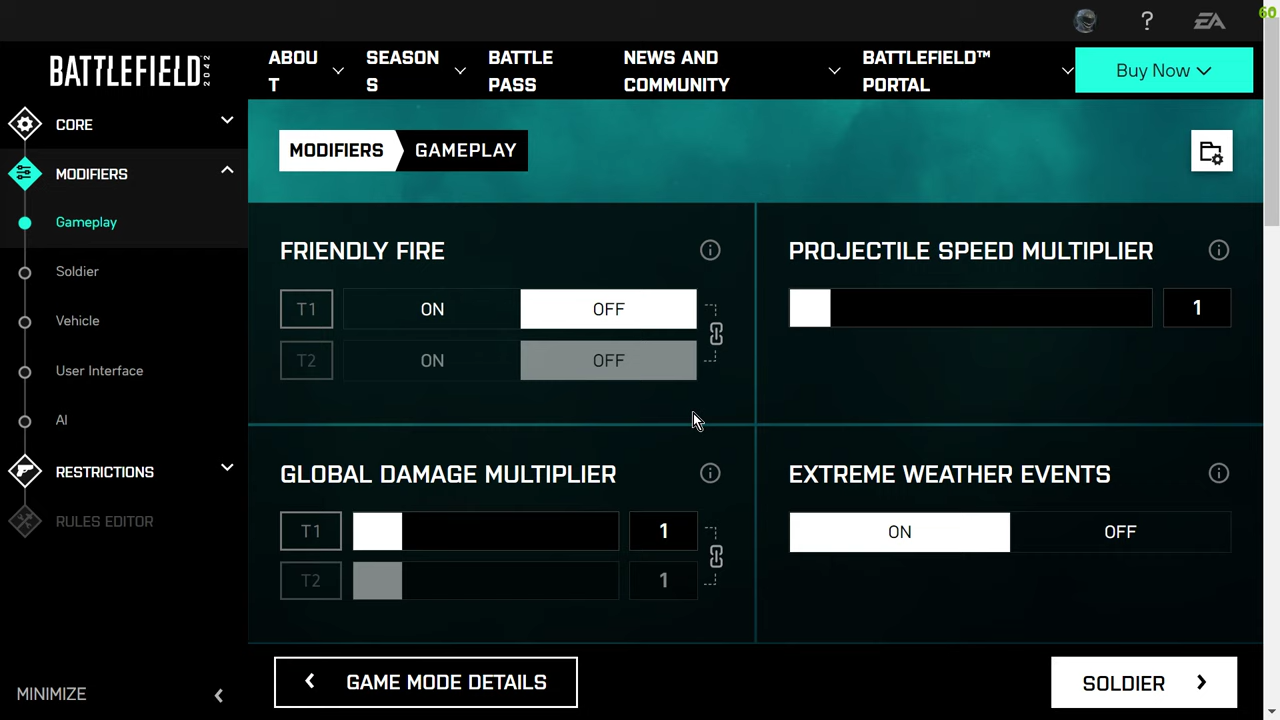 60
?
EA
BATTLEFIELD 2042
ABOU
T
SEASON
S
BATTLE
PASS
NEWS AND
COMMUNITY
BATTLEFIELD™
PORTAL
Buy Now
CORE
MODIFIERS
Gameplay
Soldier
Vehicle
User Interface
AI
RESTRICTIONS
RULES EDITOR
MINIMIZE
MODIFIERS GAMEPLAY
FRIENDLY FIRE
T1 ON OFF
T2 ON OFF
PROJECTILE SPEED MULTIPLIER
1
GLOBAL DAMAGE MULTIPLIER
T1 1
T2 1
EXTREME WEATHER EVENTS
ON OFF
GAME MODE DETAILS
SOLDIER